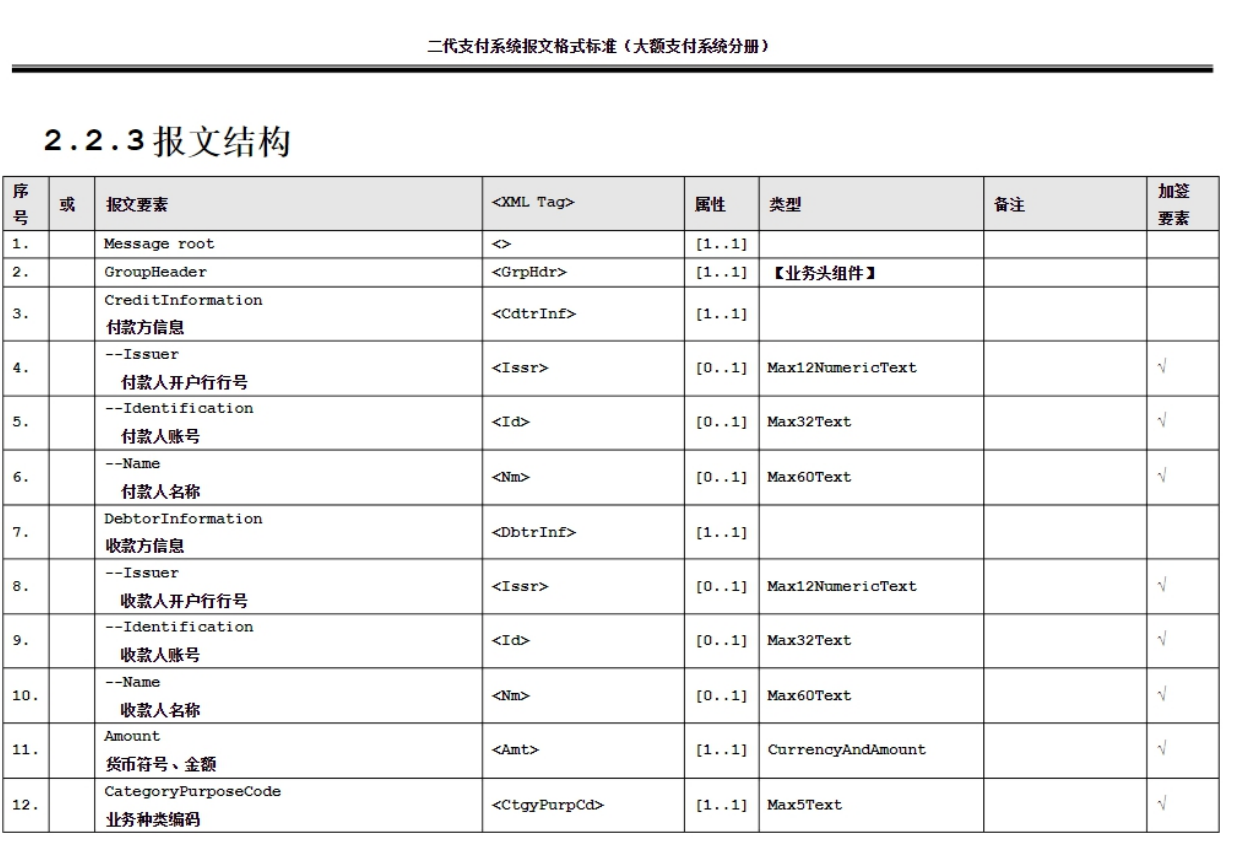 二代支付系统报文格式标准（大额支付系统分册）
2.2.3报文结构
序号 或 报文要素 <XML Tag> 属性 类型 备注 加签要素
1. Message root <> [1..1]
2. GroupHeader <GrpHdr> [1..1] 【业务头组件】
3. CreditInformation <CdtrInf> [1..1]
付款方信息
4. --Issuer <Issr> [0..1] Max12NumericText √
付款人开户行行号
5. --Identification <Id> [0..1] Max32Text √
付款人账号
6. --Name <Nm> [0..1] Max60Text √
付款人名称
7. DebtorInformation <DbtrInf> [1..1]
收款方信息
8. --Issuer <Issr> [0..1] Max12NumericText √
收款人开户行行号
9. --Identification <Id> [0..1] Max32Text √
收款人账号
10. --Name <Nm> [0..1] Max60Text √
收款人名称
11. Amount <Amt> [1..1] CurrencyAndAmount √
货币符号、金额
12. CategoryPurposeCode <CtgyPurpCd> [1..1] Max5Text √
业务种类编码